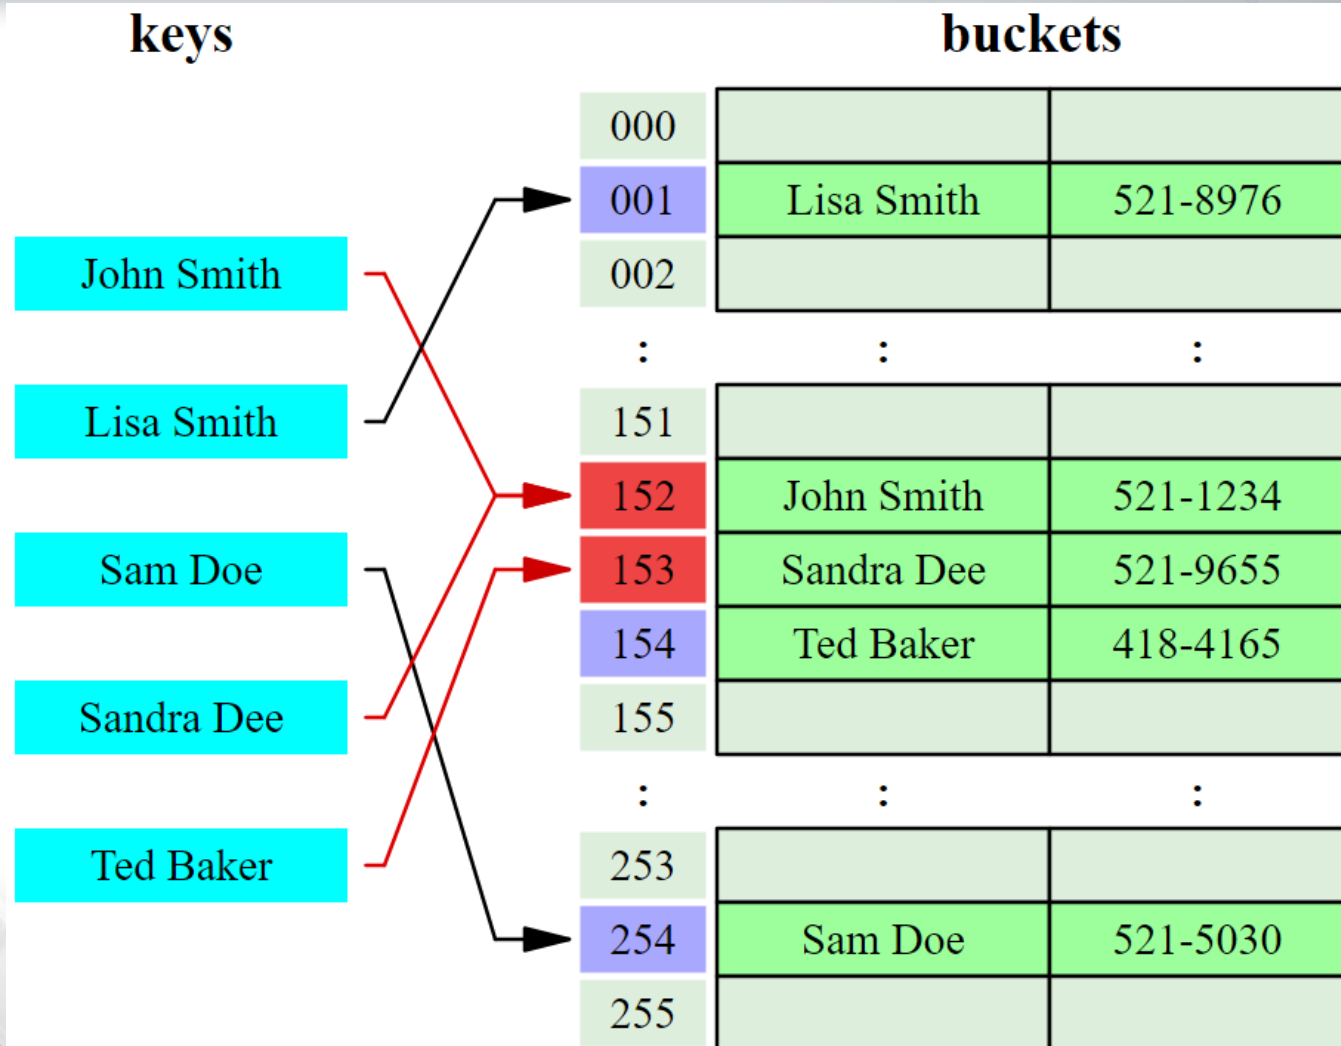 keys
buckets
000
001 Lisa Smith 521-8976
John Smith
002
: : :
Lisa Smith
151
152 John Smith 521-1234
Sam Doe
153 Sandra Dee 521-9655
154 Ted Baker 418-4165
Sandra Dee
155
: : :
Ted Baker
253
254 Sam Doe 521-5030
255